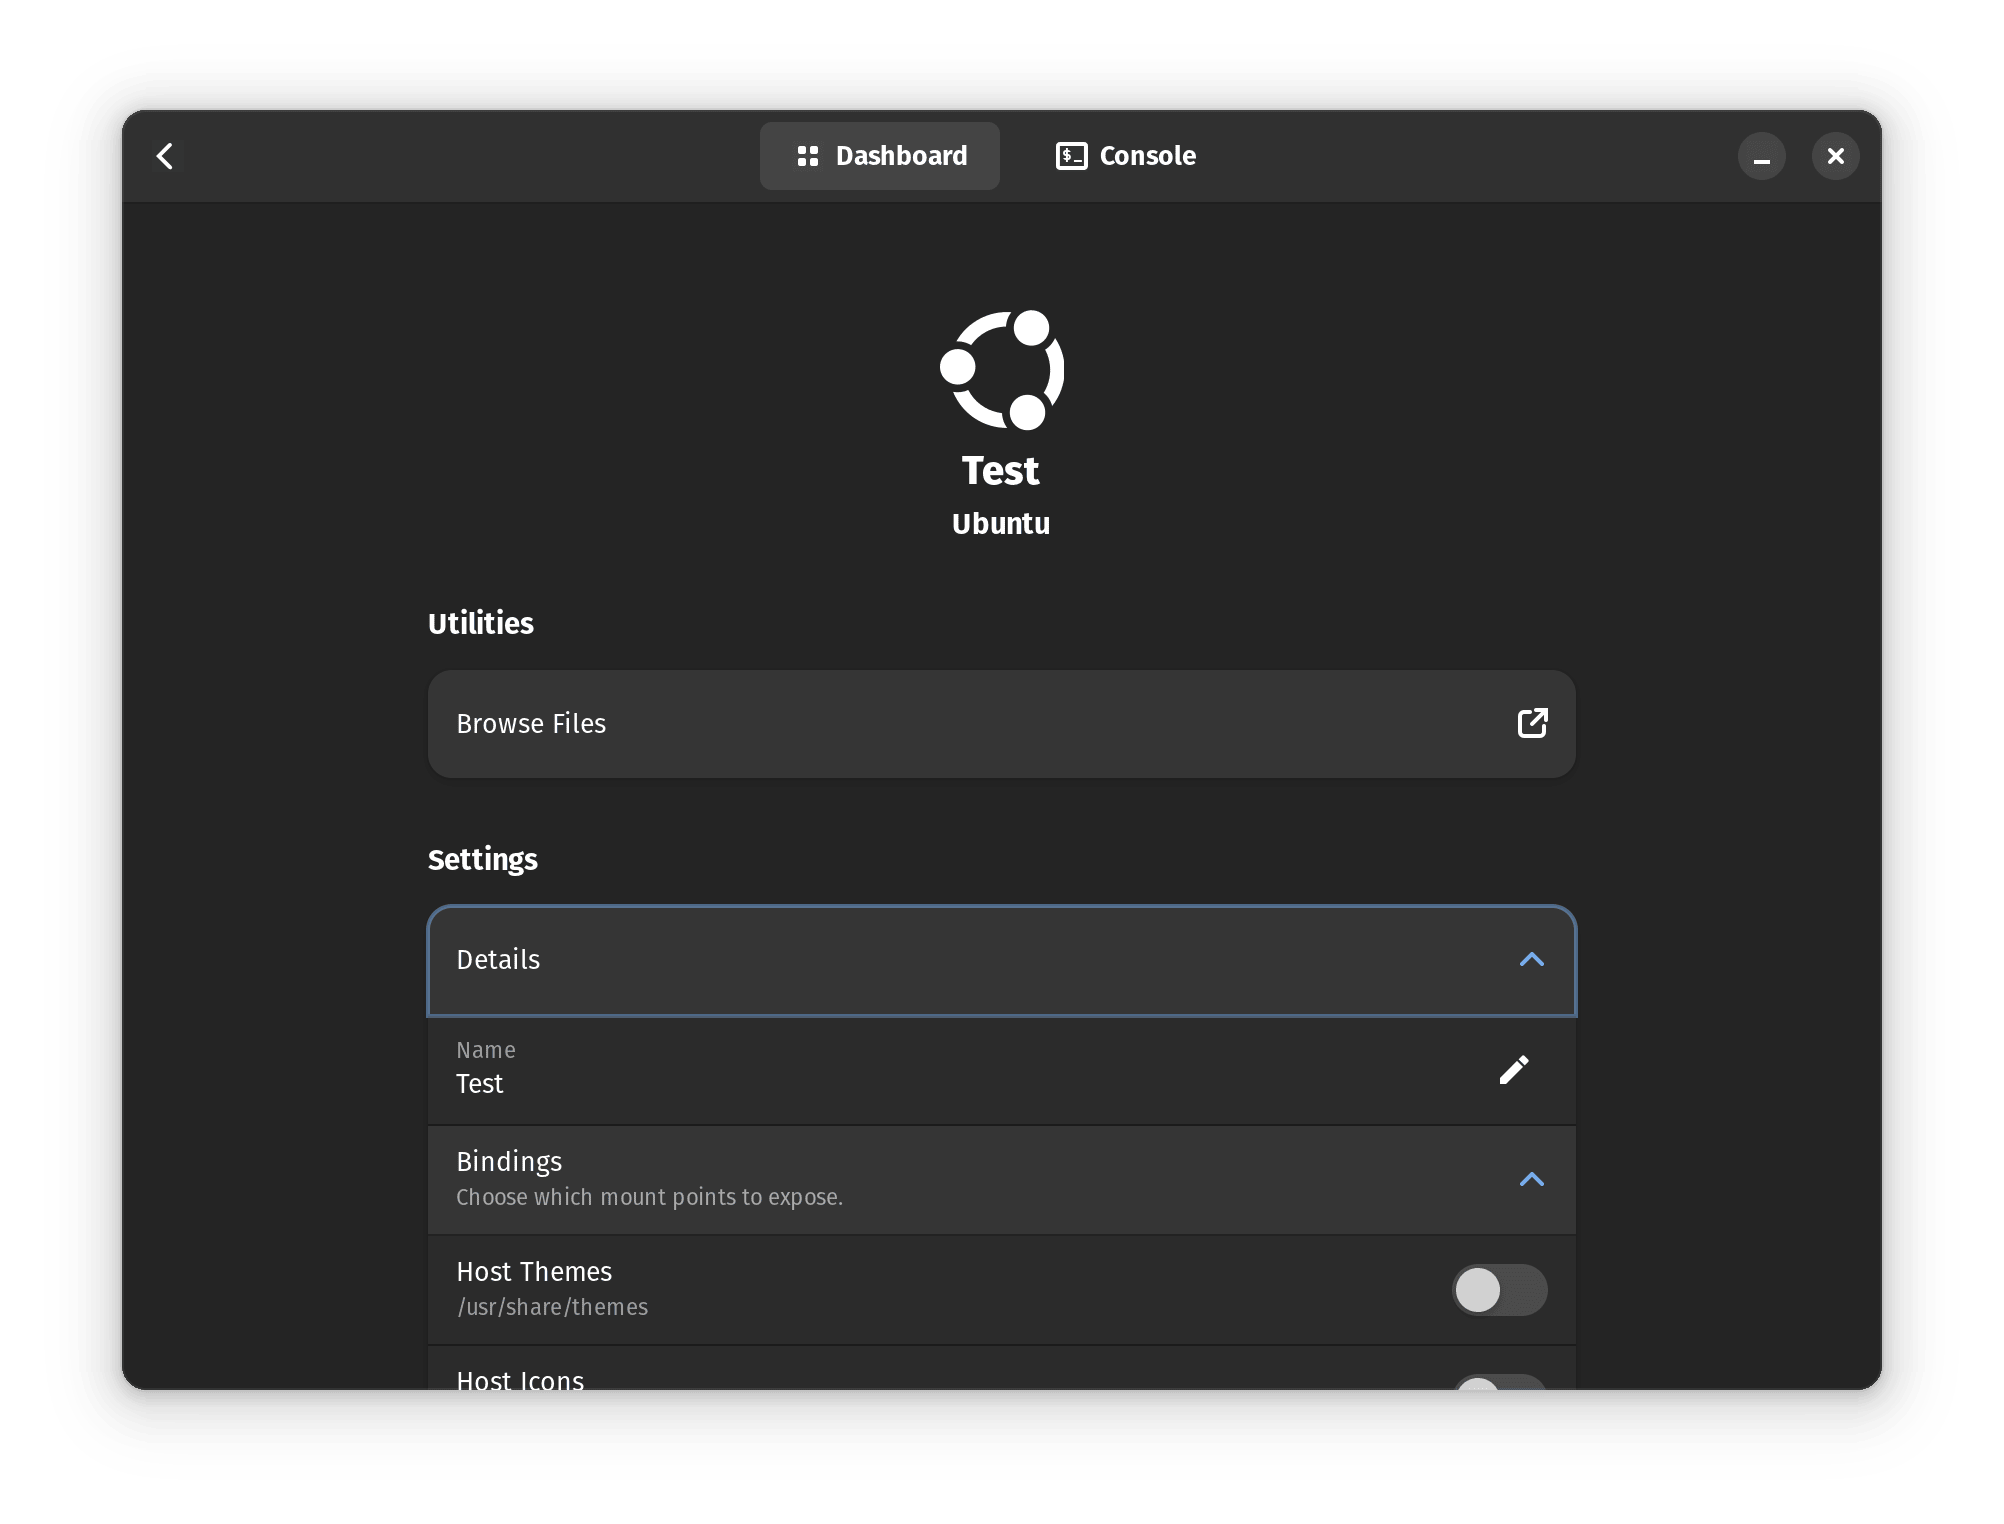 Dashboard
Console
Test
Ubuntu
Utilities
Browse Files
Settings
Details
Name
Test
Bindings
Choose which mount points to expose.
Host Themes
/usr/share/themes
Host Icons